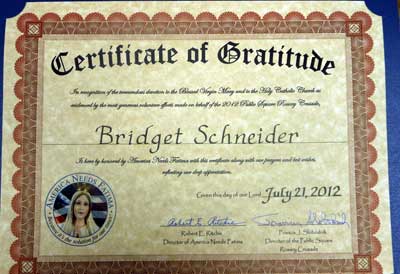 Certificate of Gratitude
In recognition of the tremendous devotion to the Blessed Virgin Mary and to the Holy Catholic Church as
evidenced by the most generous volunteer efforts made on behalf of the 2012 Public Square Rosary Crusade,
Bridget Schneider
is here by honored by America Needs Fatima with this certificate along with our prayers and best wishes,
reflecting our deep appreciation.
Given this day of our Lord July 21, 2012
AMERICA NEEDS FATIMA
Robert E. Ritchie
Robert E. Ritchie
Director of America Needs Fatima
Francis J. Slobodnik
Director of the Public Square
Rosary Crusade